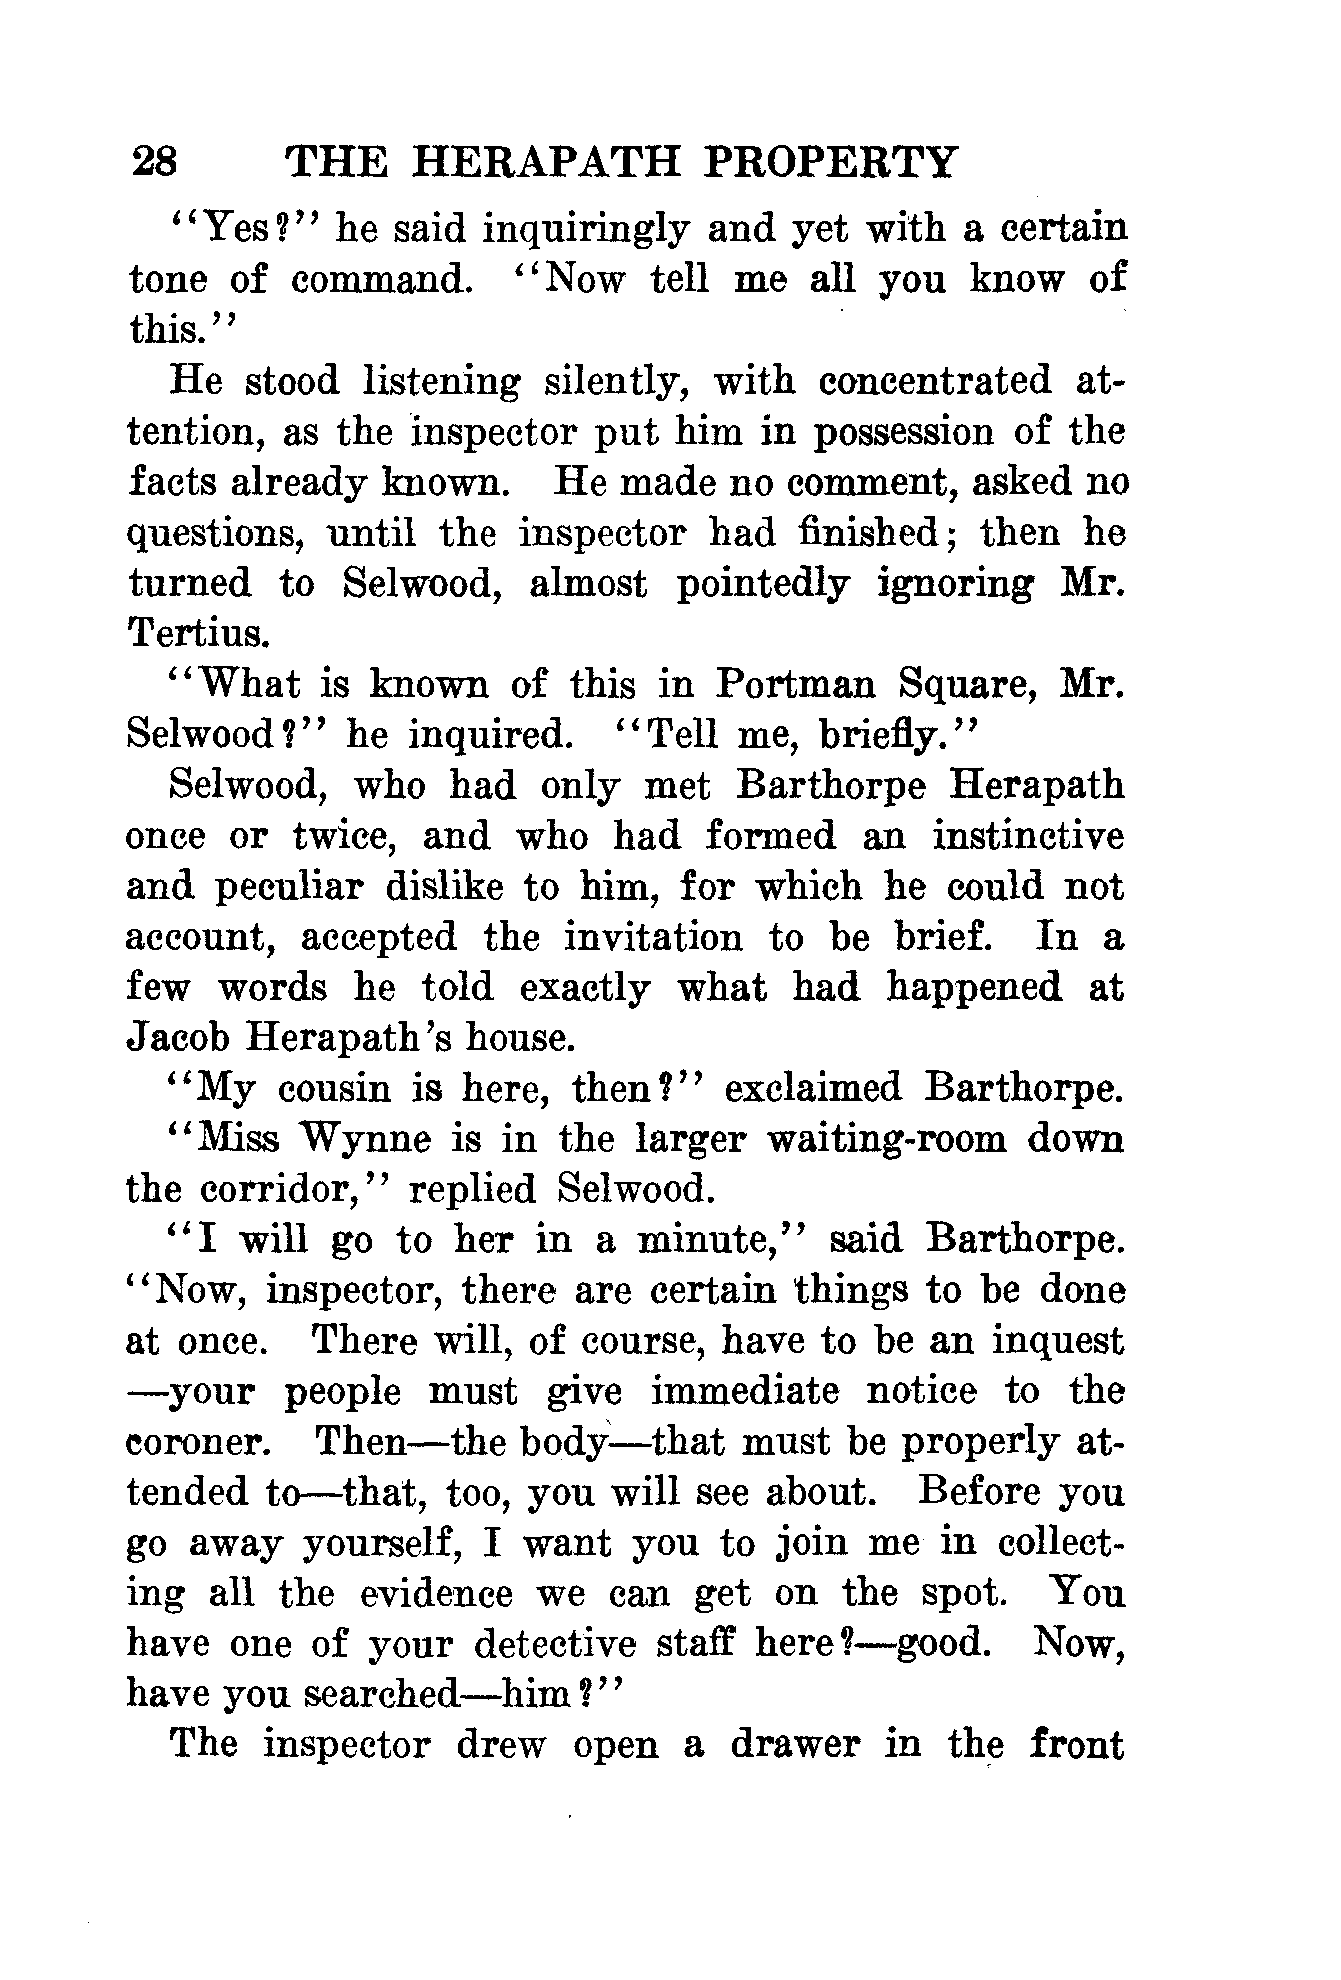 28 THE HERAPATH PROPERTY
"Yes?" he said inquiringly and yet with a certain
tone of command. "Now tell me all you know of
this."
He stood listening silently, with concentrated at-
tention, as the inspector put him in possession of the
facts already known. He made no comment, asked no
questions, until the inspector had finished; then he
turned to Selwood, almost pointedly ignoring Mr.
Tertius.
"What is known of this in Portman Square, Mr.
Selwood?" he inquired. "Tell me, briefly."
Selwood, who had only met Barthorpe Herapath
once or twice, and who had formed an instinctive
and peculiar dislike to him, for which he could not
account, accepted the invitation to be brief. In a
few words he told exactly what had happened at
Jacob Herapath's house.
"My cousin is here, then?" exclaimed Barthorpe.
"Miss Wynne is in the larger waiting-room down
the corridor," replied Selwood.
"I will go to her in a minute," said Barthorpe.
"Now, inspector, there are certain things to be done
at once. There will, of course, have to be an inquest
—your people must give immediate notice to the
coroner. Then—the body—that must be properly at-
tended to—that, too, you will see about. Before you
go away yourself, I want you to join me in collect-
ing all the evidence we can get on the spot. You
have one of your detective staff here?—good. Now,
have you searched—him?"
The inspector drew open a drawer in the front